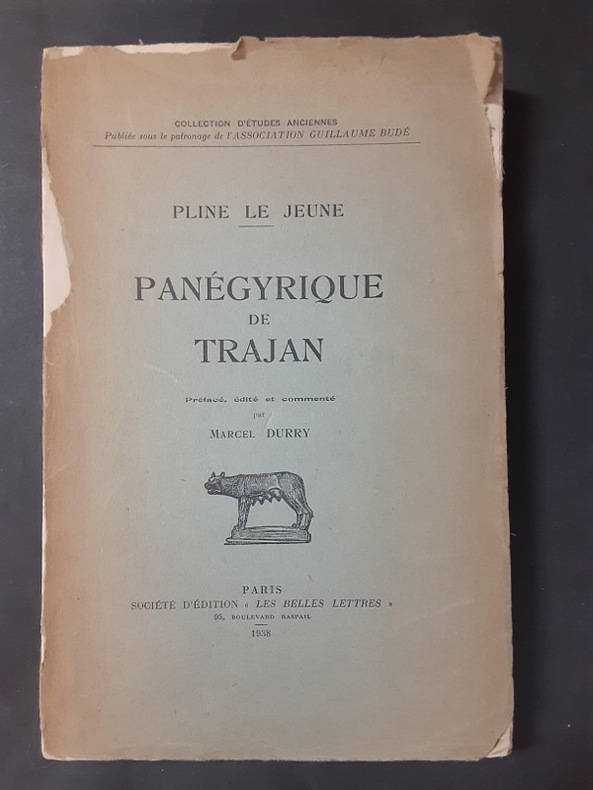 COLLECTION D'ÉTUDES ANCIENNES
Publiée sous le patronage de l'ASSOCIATION GUILLAUME BUDÉ
PLINE LE JEUNE
PANÉGYRIQUE
DE
TRAJAN
Préfacé, édité et commenté
par
MARCEL DURRY
PARIS
SOCIÉTÉ D'ÉDITION « LES BELLES LETTRES »
95, BOULEVARD RASPAIL
1938